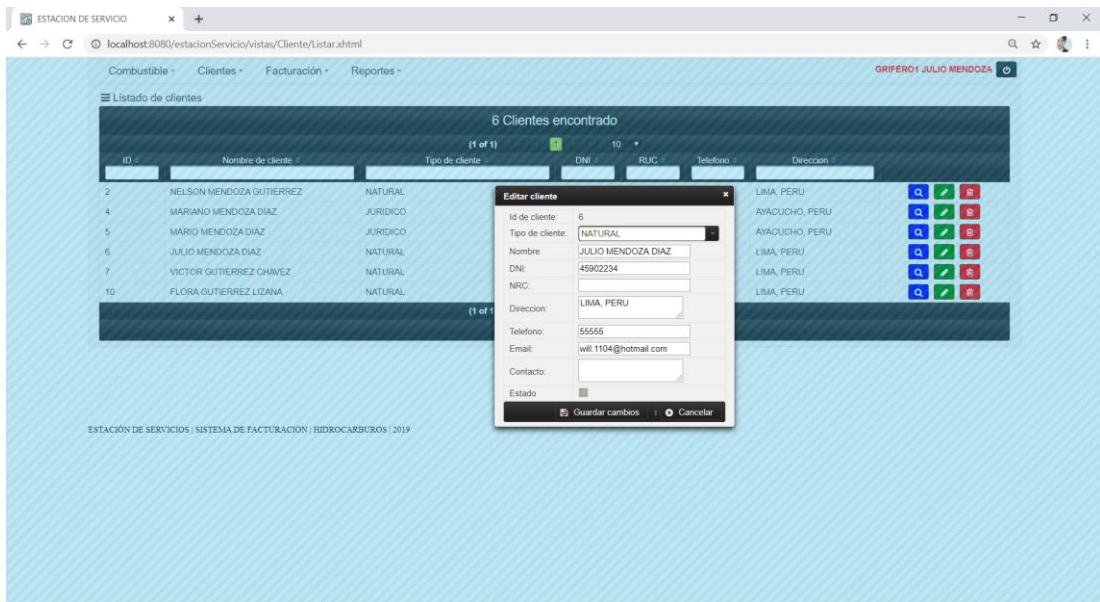 ESTACION DE SERVICIO
localhost:8080/estacionServicio/vistas/Cliente/Listar.xhtml
Combustible Clientes Facturación Reportes GRIFERO1 JULIO MENDOZA
Listado de clientes
6 Clientes encontrado
(1 of 1) 1 10
ID Nombre de cliente Tipo de cliente DNI RUC Telefono Direccion
2 NELSON MENDOZA GUTIERREZ NATURAL LIMA, PERU
4 MARIANO MENDOZA DIAZ JURIDICO AYACUCHO, PERU
5 MARIO MENDOZA DIAZ JURIDICO AYACUCHO, PERU
6 JULIO MENDOZA DIAZ NATURAL LIMA, PERU
7 VICTOR GUTIERREZ CHAVEZ NATURAL LIMA, PERU
10 FLORA GUTIERREZ LIZANA NATURAL LIMA, PERU
(1 of 1
Editar cliente
Id de cliente: 6
Tipo de cliente: NATURAL
Nombre JULIO MENDOZA DIAZ
DNI: 45902234
NRC:
Direccion: LIMA, PERU
Telefono: 55555
Email: will.1104@hotmail.com
Contacto:
Estado
Guardar cambios Cancelar
ESTACIÓN DE SERVICIOS | SISTEMA DE FACTURACIÓN | HIDROCARBUROS | 2019